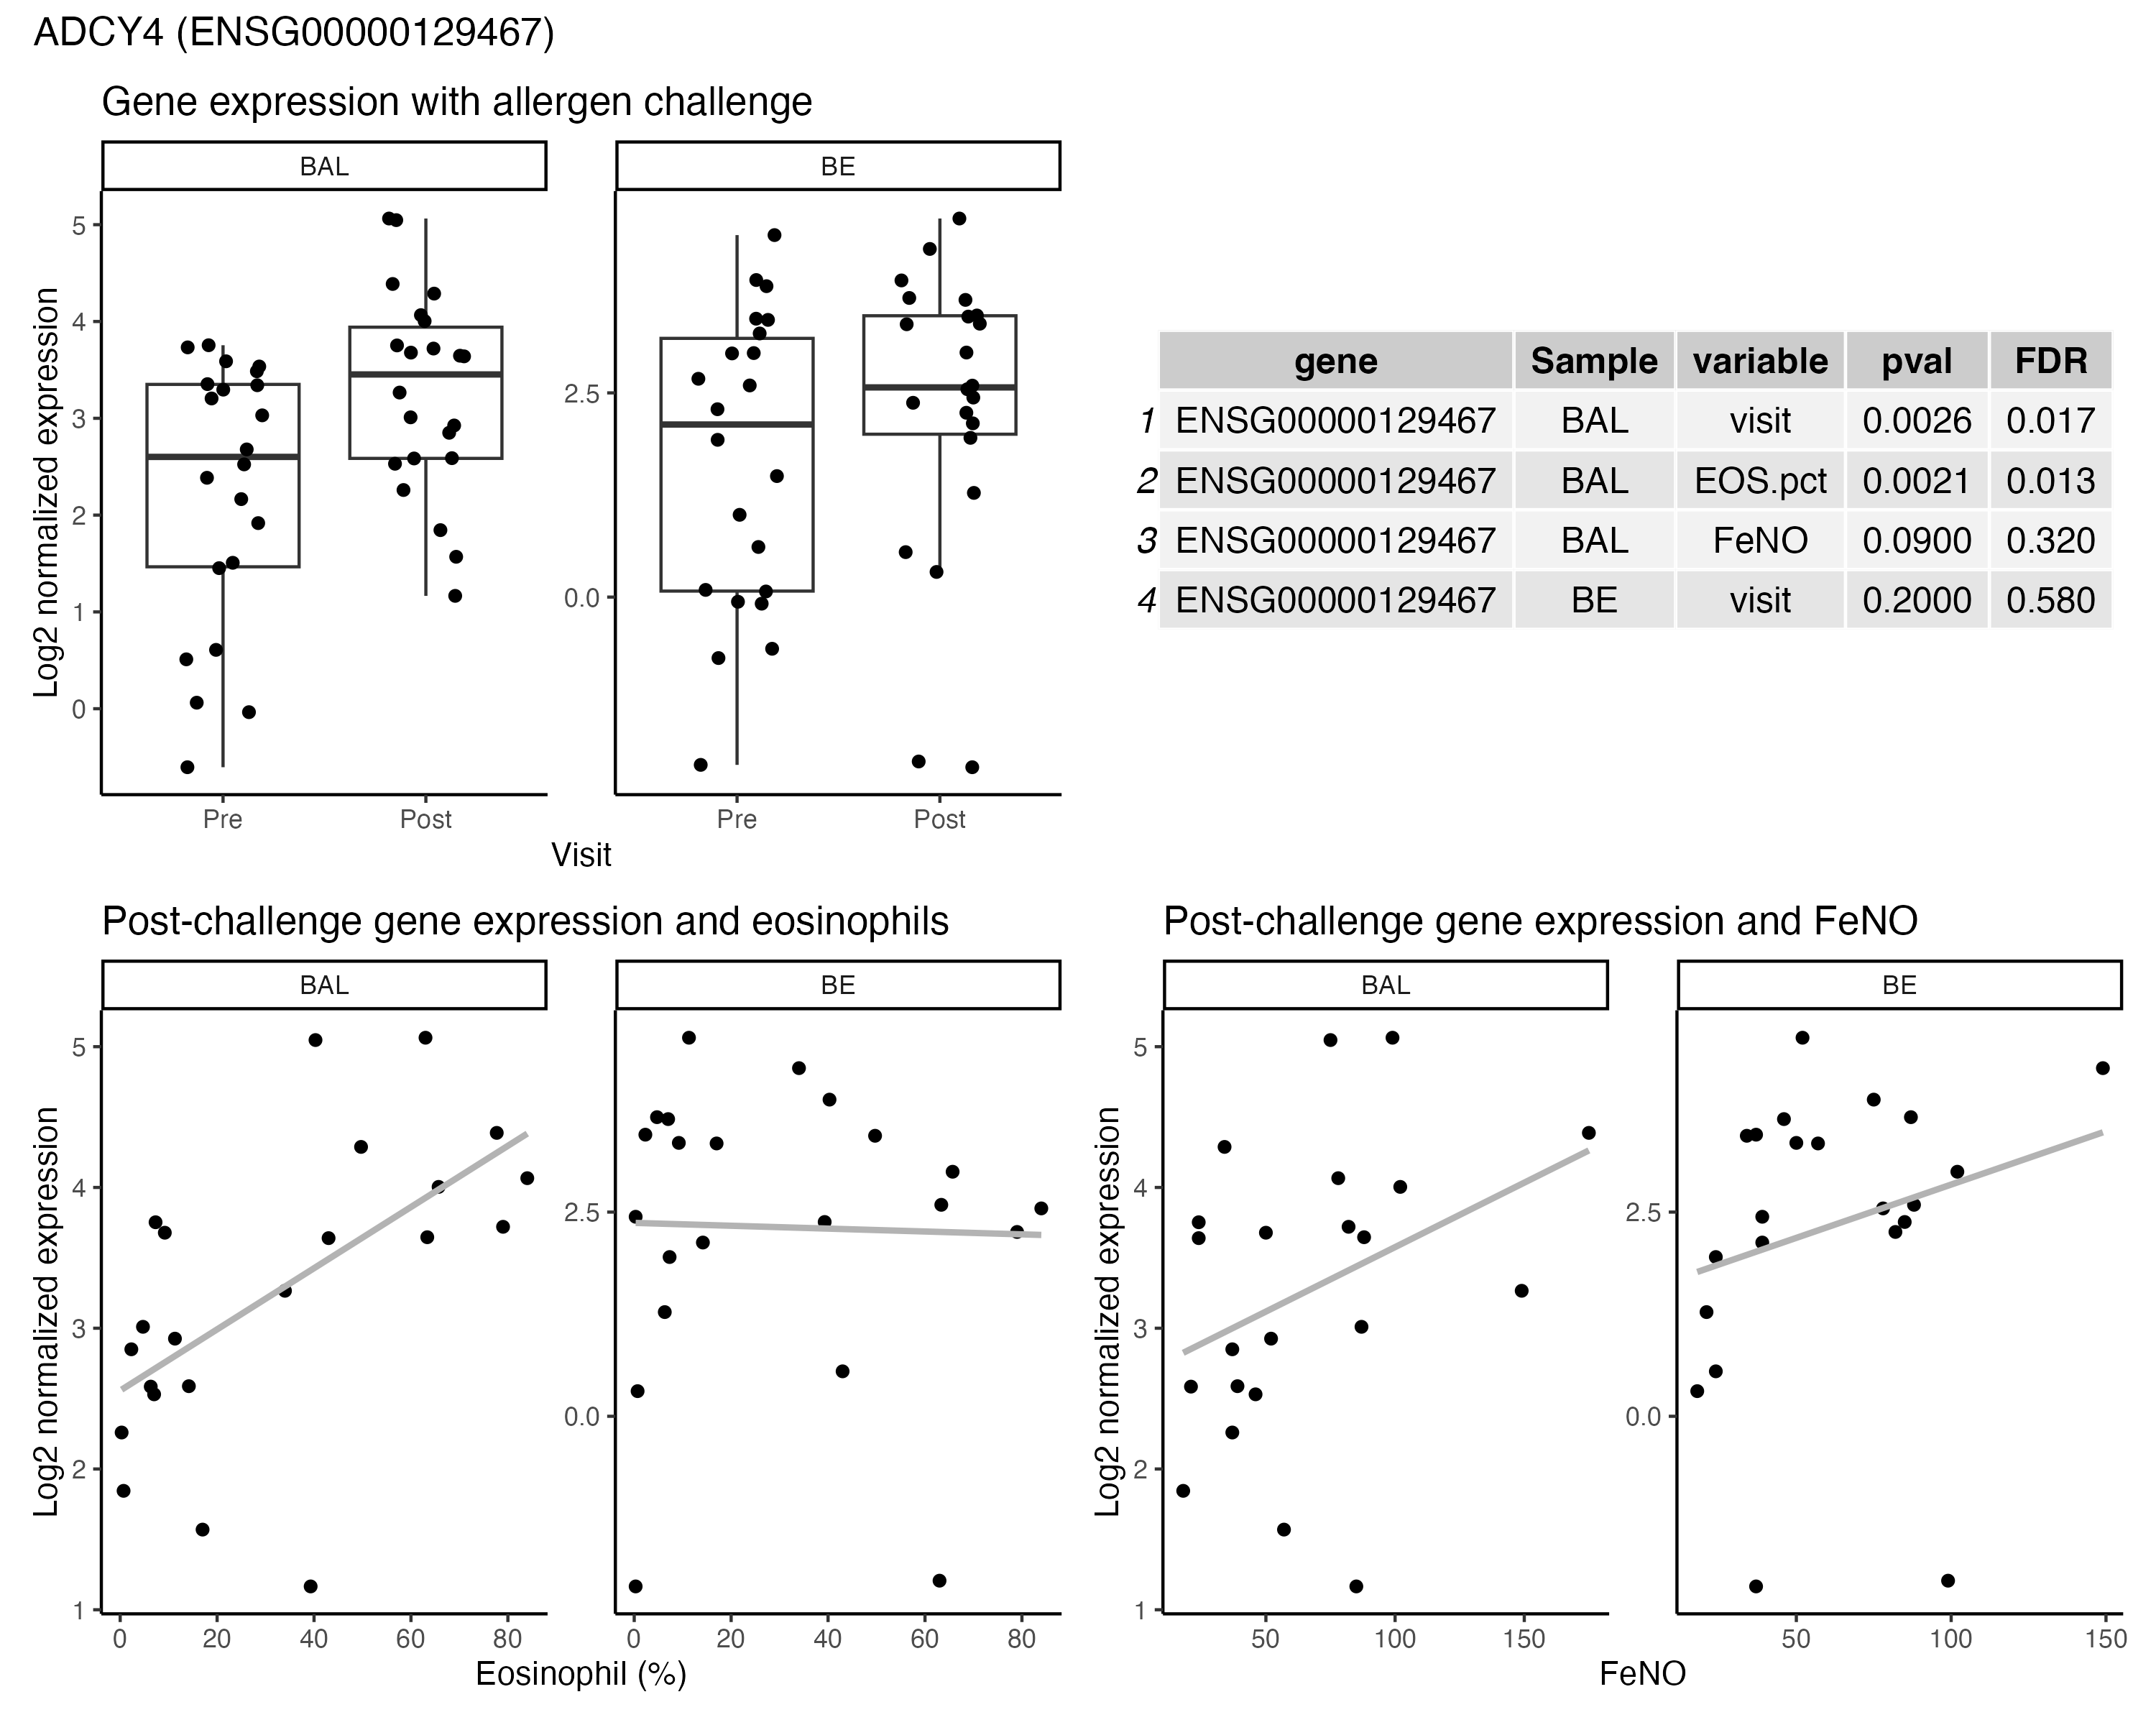 ADCY4 (ENSG00000129467)
Gene expression with allergen challenge
BAL
BE
Log2 normalized expression
5
4
3
2
1
0
2.5
0.0
Pre
Post
Pre
Post
Visit
gene Sample variable pval FDR
1 ENSG00000129467 BAL visit 0.0026 0.017
2 ENSG00000129467 BAL EOS.pct 0.0021 0.013
3 ENSG00000129467 BAL FeNO 0.0900 0.320
4 ENSG00000129467 BE visit 0.2000 0.580
Post-challenge gene expression and eosinophils
BAL
BE
Log2 normalized expression
5
4
3
2
1
2.5
0.0
0 20 40 60 80
0 20 40 60 80
Eosinophil (%)
Post-challenge gene expression and FeNO
BAL
BE
Log2 normalized expression
5
4
3
2
1
2.5
0.0
50 100 150
50 100 150
FeNO